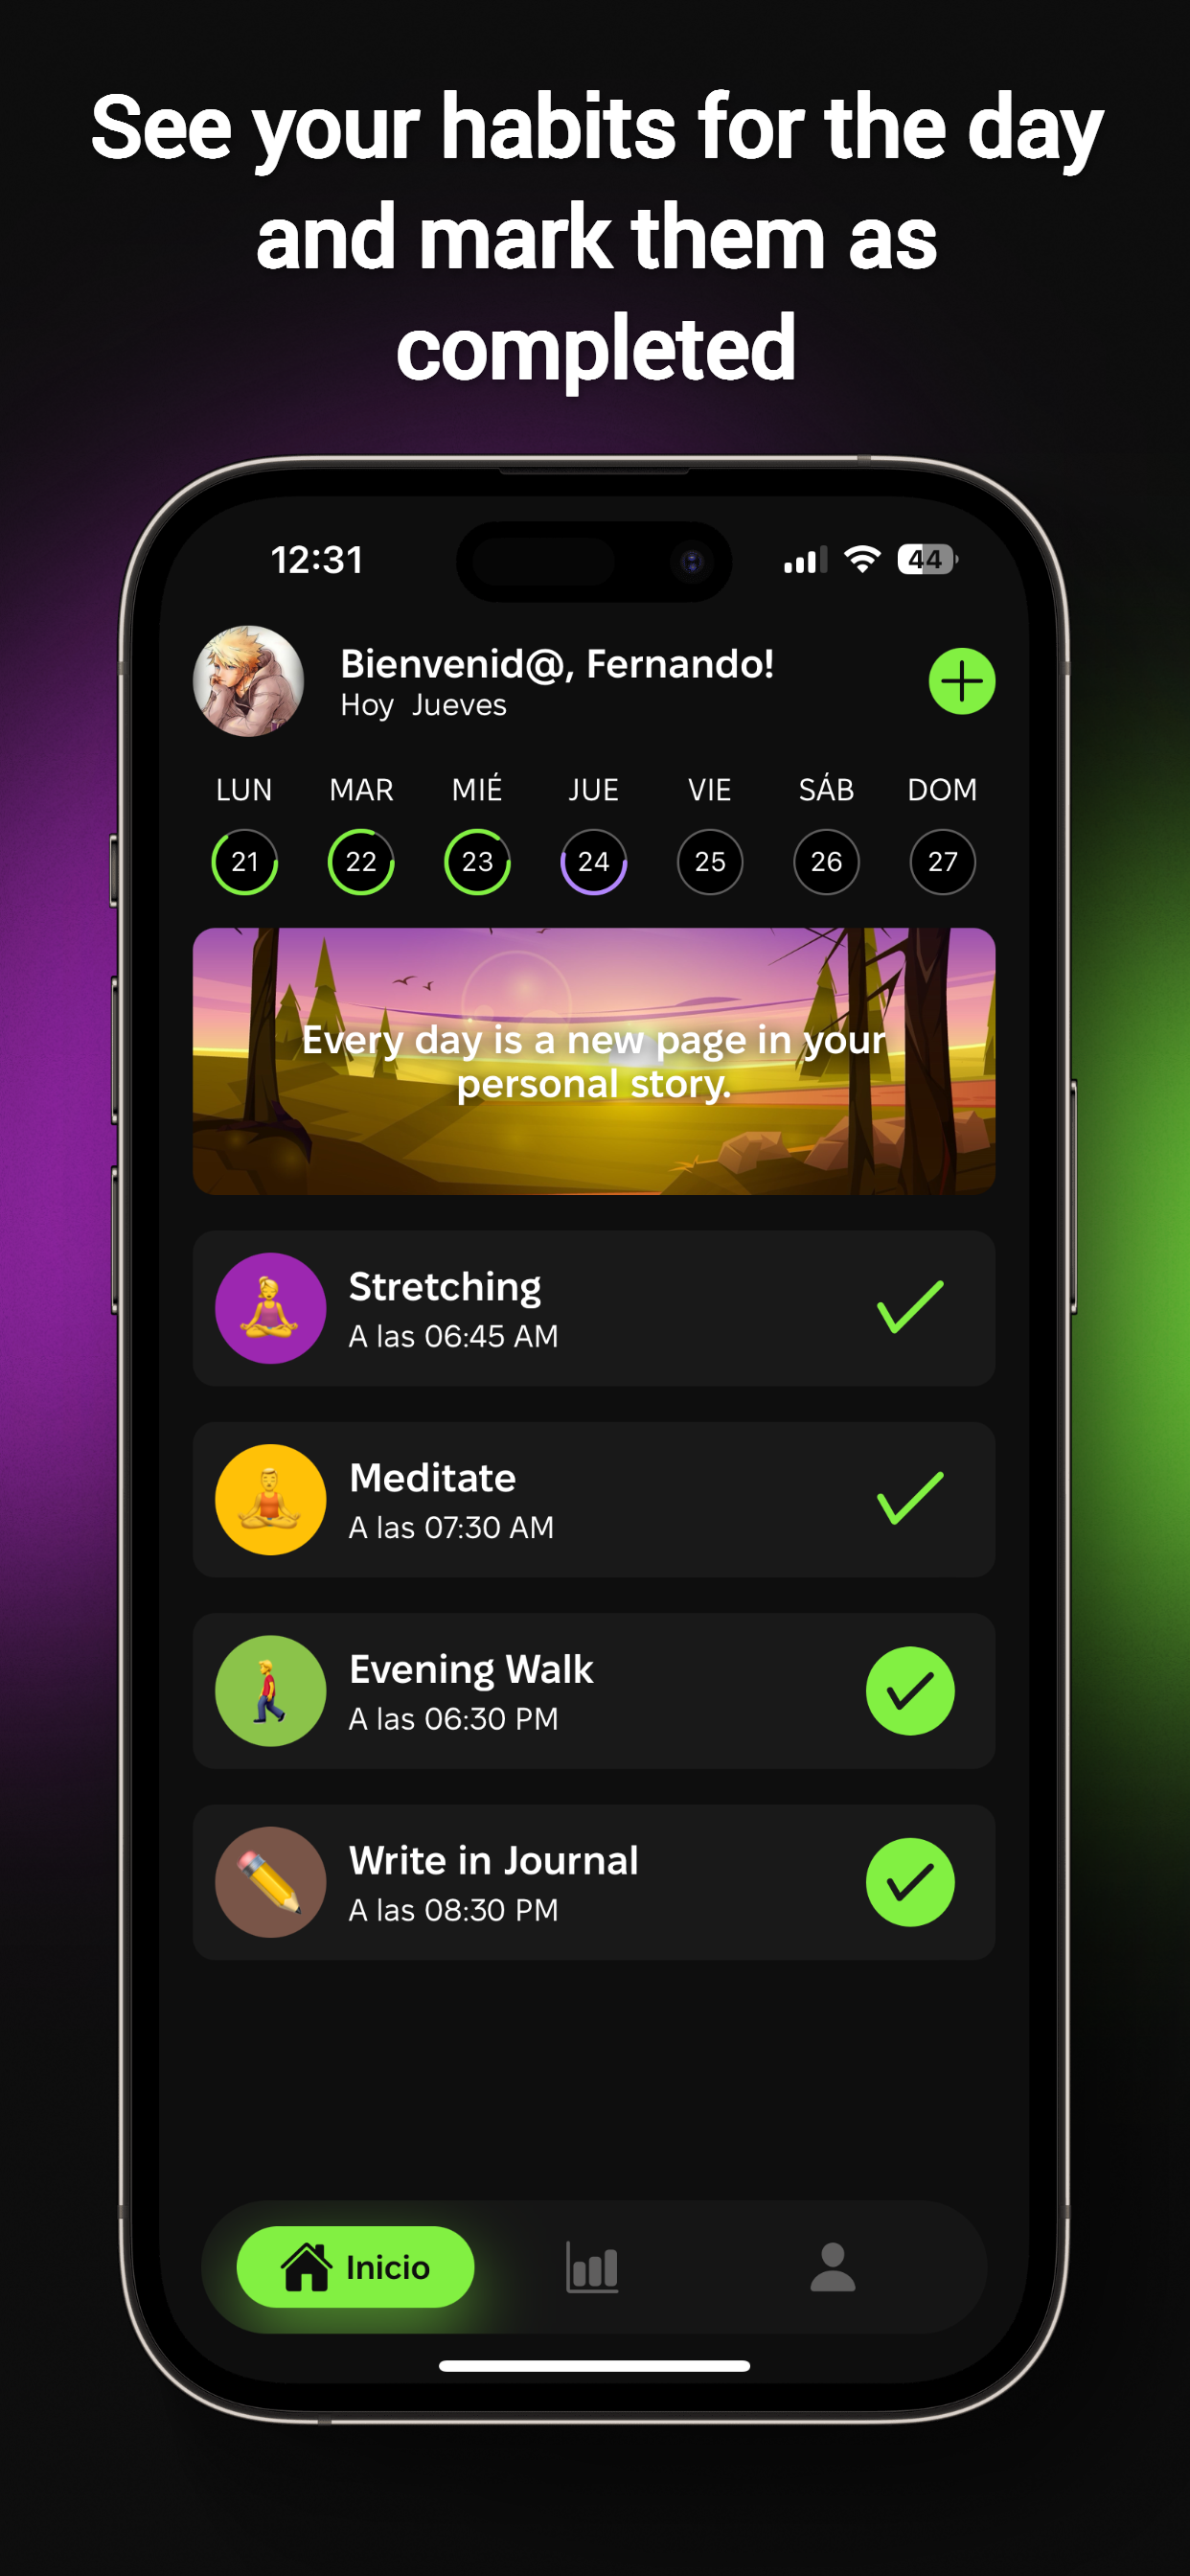 See your habits for the day
and mark them as
completed
12:31
44
Bienvenid@, Fernando!
Hoy Jueves
LUN MAR MIÉ JUE VIE SÁB DOM
21 22 23 24 25 26 27
Every day is a new page in your
personal story.
Stretching
A las 06:45 AM
Meditate
A las 07:30 AM
Evening Walk
A las 06:30 PM
Write in Journal
A las 08:30 PM
Inicio